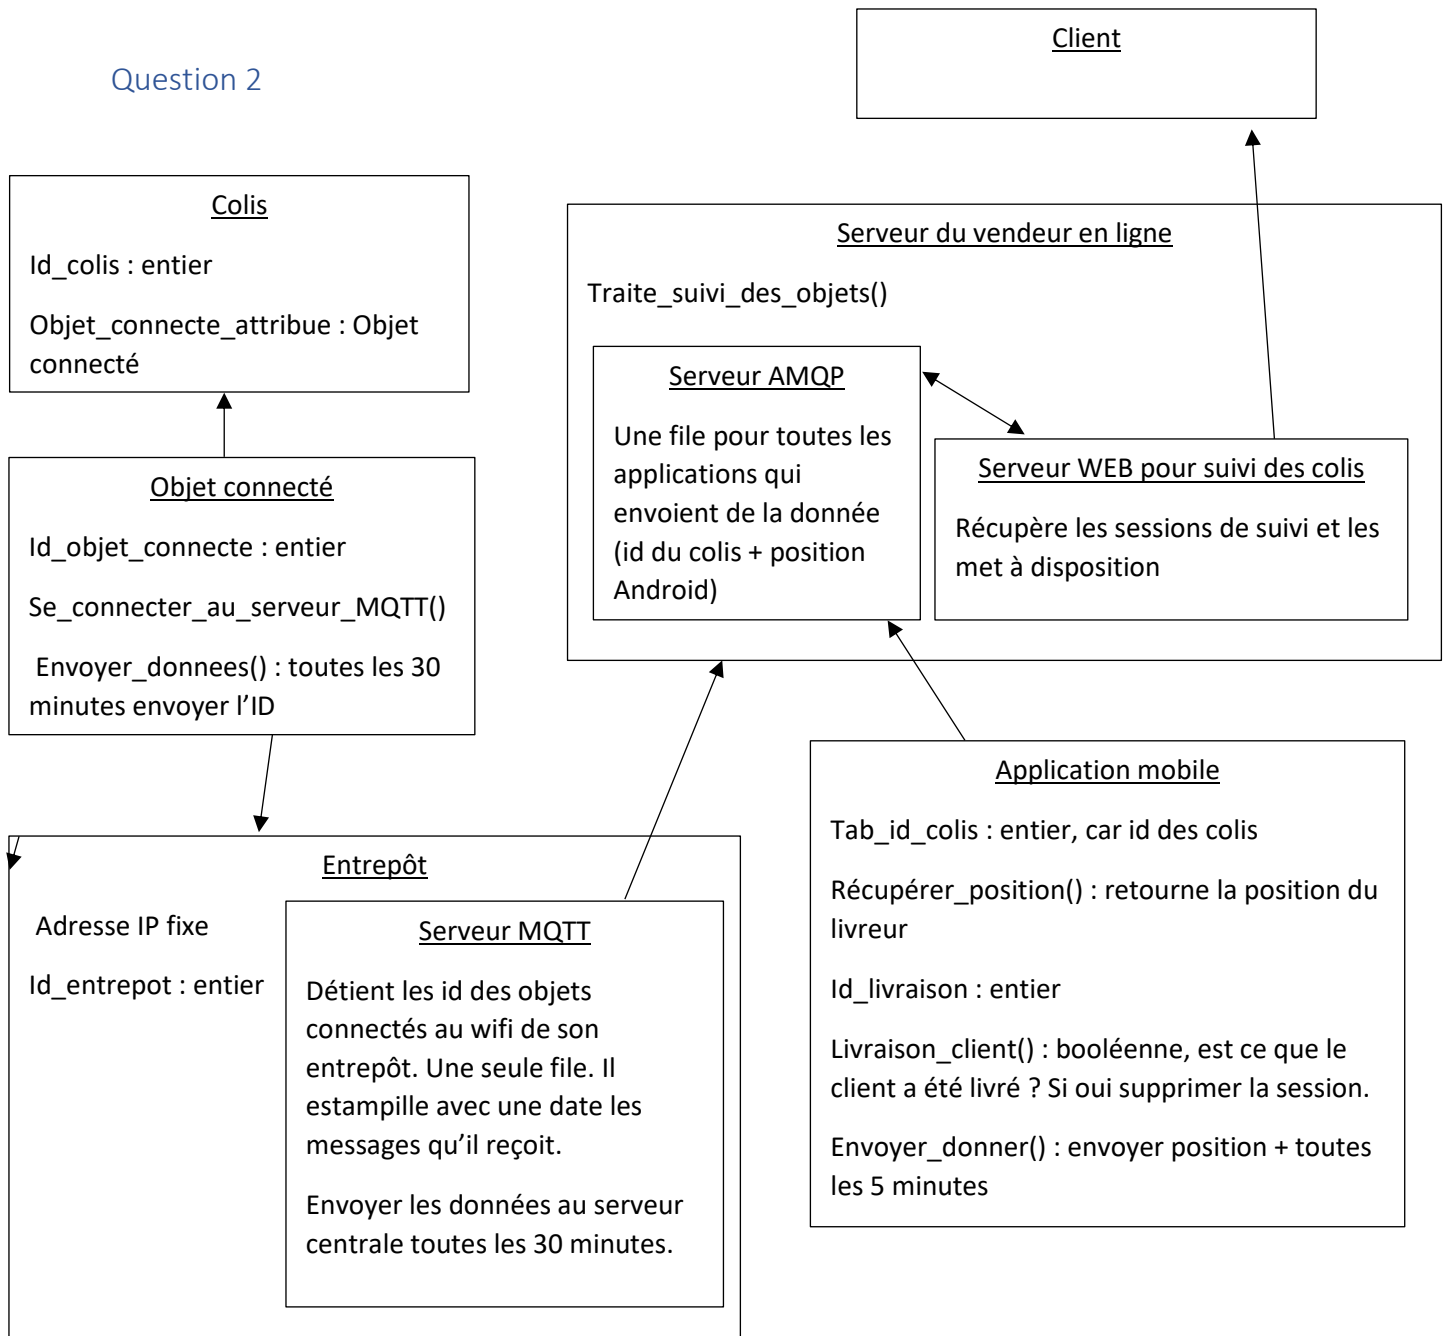 Question 2
Client
Colis
Id_colis : entier
Objet_connecte_attribue : Objet
connecté
Objet connecté
Id_objet_connecte : entier
Se_connecter_au_serveur_MQTT()
Envoyer_donnees() : toutes les 30
minutes envoyer l’ID
Serveur du vendeur en ligne
Traite_suivi_des_objets()
Serveur AMQP
Une file pour toutes les
applications qui
envoient de la donnée
(id du colis + position
Android)
Serveur WEB pour suivi des colis
Récupère les sessions de suivi et les
met à disposition
Entrepôt
Adresse IP fixe
Id_entrepot : entier
Serveur MQTT
Détient les id des objets
connectés au wifi de son
entrepôt. Une seule file. Il
estampille avec une date les
messages qu’il reçoit.
Envoyer les données au serveur
centrale toutes les 30 minutes.
Application mobile
Tab_id_colis : entier, car id des colis
Récupérer_position() : retourne la position du
livreur
Id_livraison : entier
Livraison_client() : booléenne, est ce que le
client a été livré ? Si oui supprimer la session.
Envoyer_donner() : envoyer position + toutes
les 5 minutes